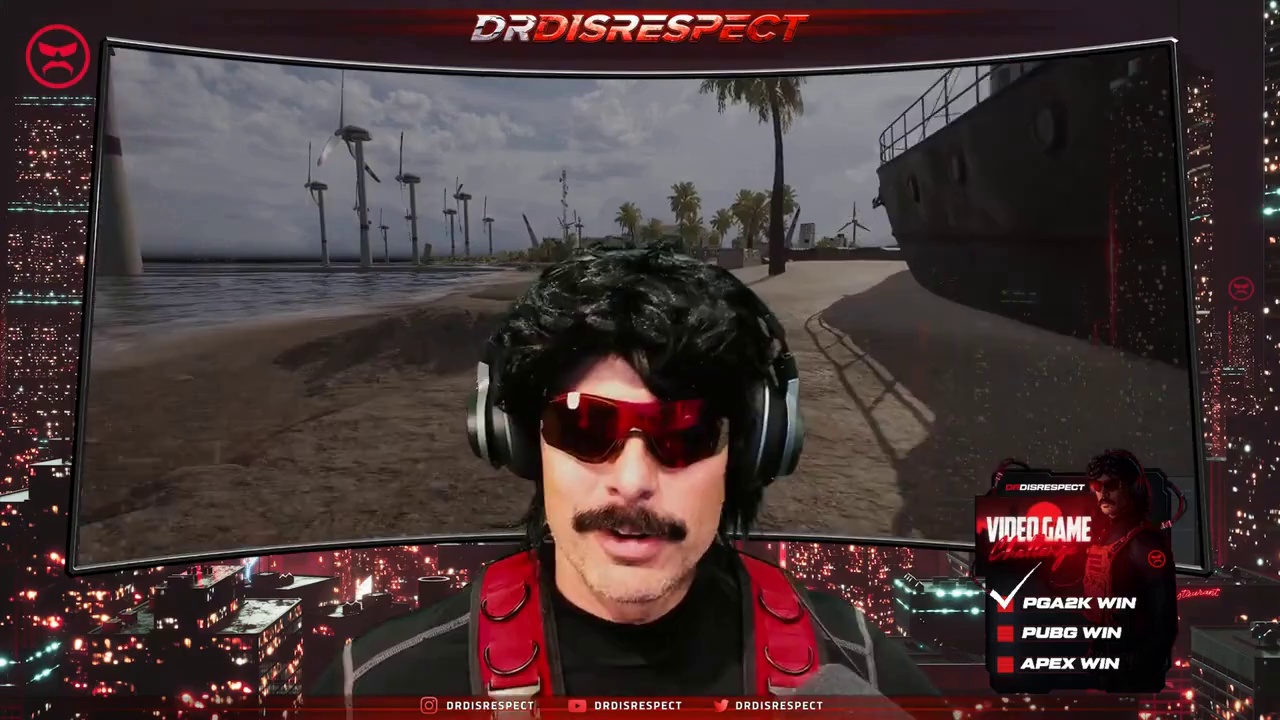 DRDISRESPECT
DRDISRESPECT
VIDEO GAME
PGA2K WIN
PUBG WIN
APEX WIN
DRDISRESPECT DRDISRESPECT DRDISRESPECT